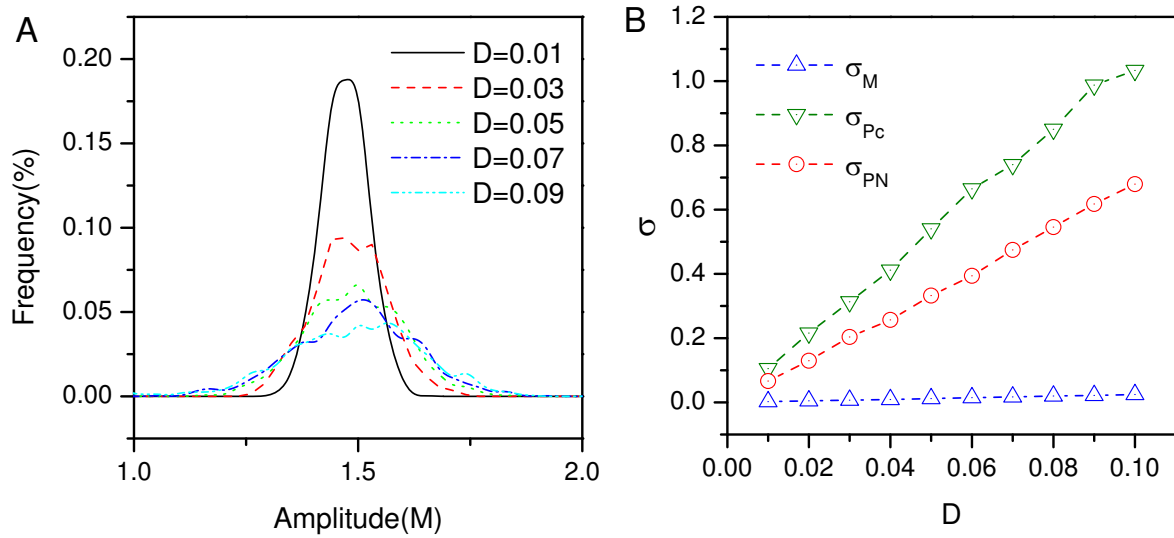 A
0.20
0.15
0.10
0.05
0.00
Frequency(%)
D=0.01
D=0.03
D=0.05
D=0.07
D=0.09
1.0
1.5
2.0
Amplitude(M)
B
1.2
1.0
0.8
0.6
0.4
0.2
0.0
σ
σM
σPc
σPN
0.00
0.02
0.04
0.06
0.08
0.10
D